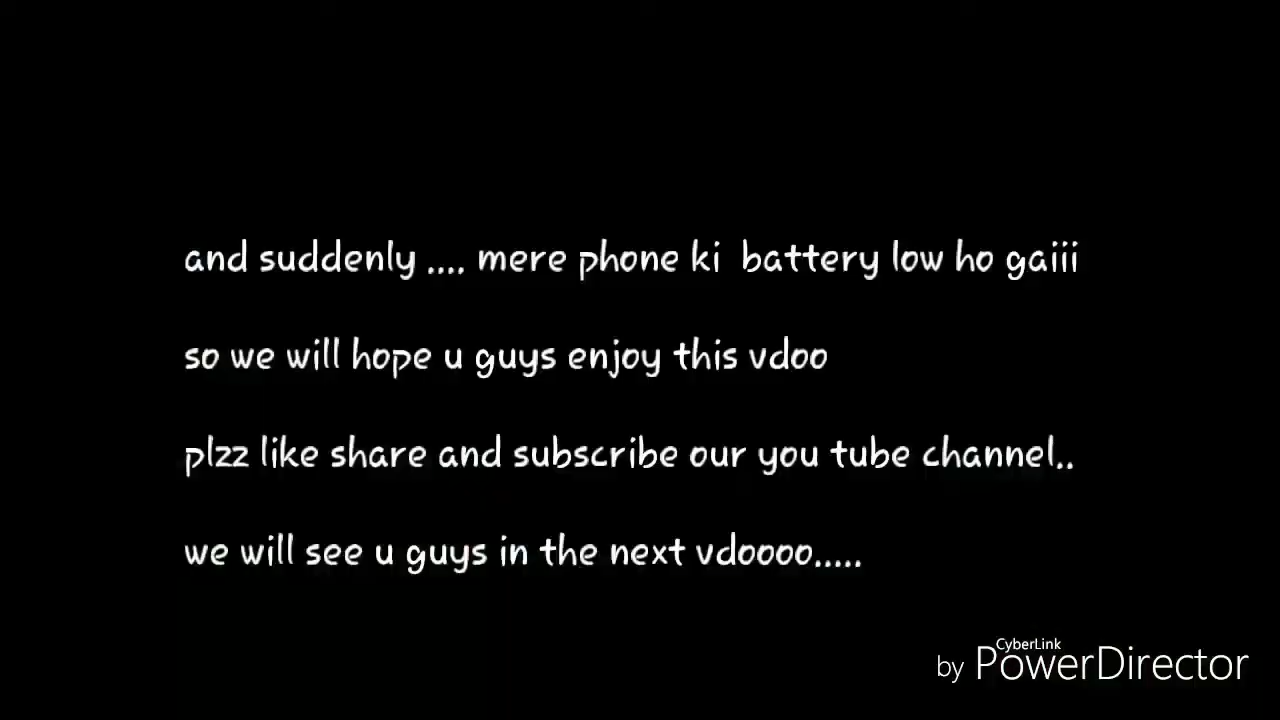 and suddenly .... mere phone ki battery low ho gaiii
so we will hope u guys enjoy this vdoo
plzz like share and subscribe our you tube channel..
we will see u guys in the next vdoooo.....
CyberLink
by PowerDirector